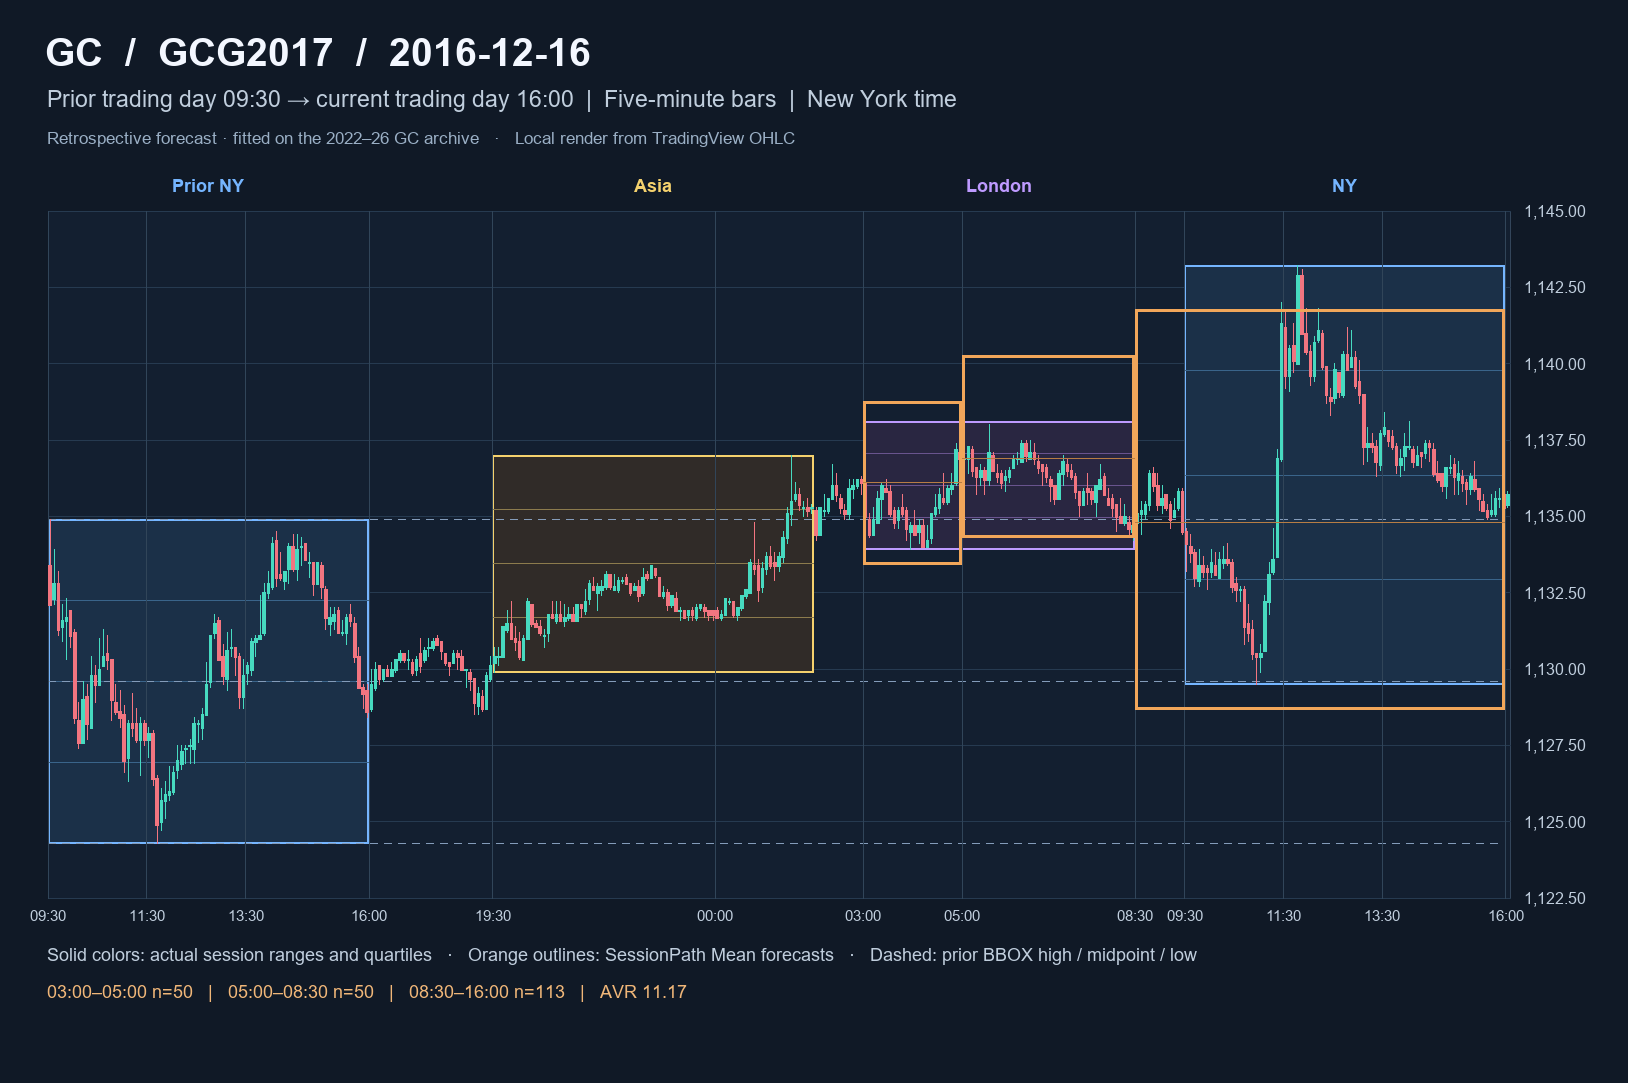 GC / GCG2017 / 2016-12-16
Prior trading day 09:30 → current trading day 16:00 | Five-minute bars | New York time
Retrospective forecast · fitted on the 2022–26 GC archive · Local render from TradingView OHLC
Prior NY Asia London NY
1,145.00
1,142.50
1,140.00
1,137.50
1,135.00
1,132.50
1,130.00
1,127.50
1,125.00
1,122.50
09:30 11:30 13:30 16:00 19:30 00:00 03:00 05:00 08:30 09:30 11:30 13:30 16:00
Solid colors: actual session ranges and quartiles · Orange outlines: SessionPath Mean forecasts · Dashed: prior BBOX high / midpoint / low
03:00–05:00 n=50 | 05:00–08:30 n=50 | 08:30–16:00 n=113 | AVR 11.17